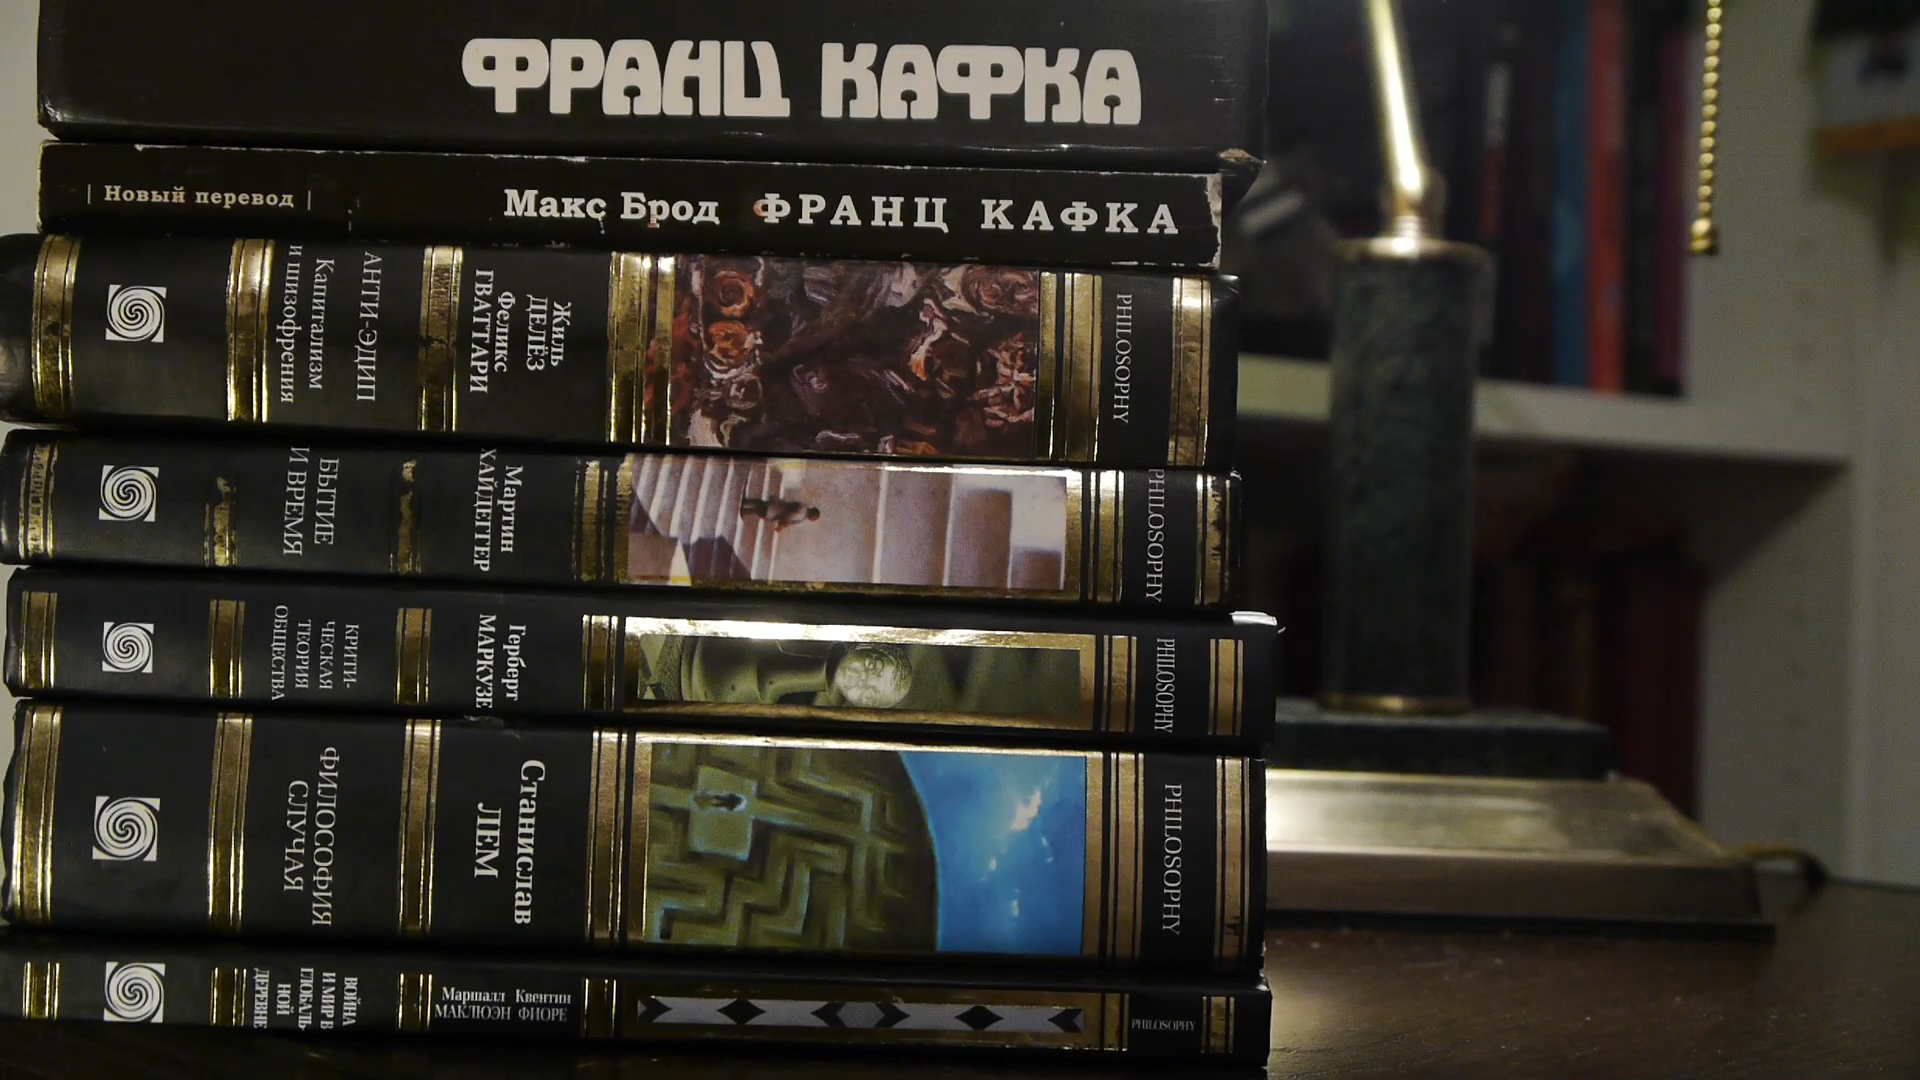 ФРАНЦ КАФКА
| Новый перевод | Макс Брод ФРАНЦ КАФКА
Жиль
ДЕЛЁЗ
Феликс
ГВАТТАРИ
АНТИ-ЭДИП
Капитализм
и шизофрения
PHILOSOPHY
Мартин
ХАЙДЕГГЕР
БЫТИЕ
И ВРЕМЯ
PHILOSOPHY
Герберт
МАРКУЗЕ
КРИТИ-
ЧЕСКАЯ
ТЕОРИЯ
ОБЩЕСТВА
PHILOSOPHY
Станислав
ЛЕМ
ФИЛОСОФИЯ
СЛУЧАЯ
PHILOSOPHY
Маршалл Квентин
МАКЛЮЭН ФИОРЕ
ВОЙНА
И МИР В
ГЛОБАЛЬ-
НОЙ
ДЕРЕВНЕ
PHILOSOPHY